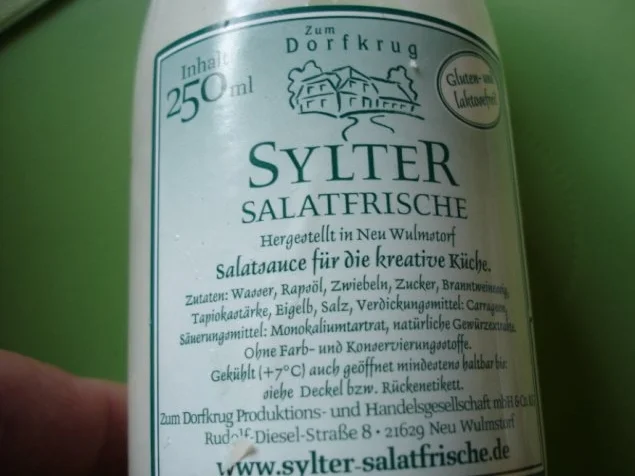 Zum
Dorfkrug
Inhalt
250 ml
Gluten- und
laktosefrei
SYLTER
SALATFRISCHE
Hergestellt in Neu Wulmstorf
Salatsauce für die kreative Küche.
Zutaten: Wasser, Rapsöl, Zwiebeln, Zucker, Branntweinessig,
Tapiokastärke, Eigelb, Salz, Verdickungsmittel: Carrageen,
Säuerungsmittel: Monokaliumtartrat, natürliche Gewürzextrakte.
Ohne Farb- und Konservierungsstoffe.
Gekühlt (+7°C) auch geöffnet mindestens haltbar bis:
siehe Deckel bzw. Rückenetikett.
Zum Dorfkrug Produktions- und Handelsgesellschaft mbH & Co.
Rudolf-Diesel-Straße 8 · 21629 Neu Wulmstorf
www.sylter-salatfrische.de